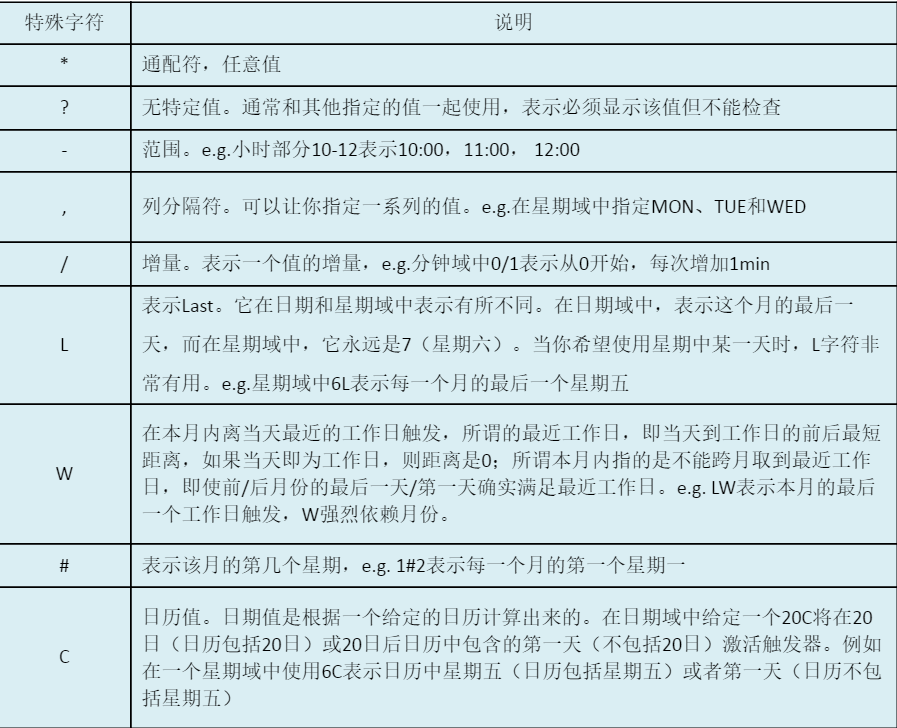 特殊字符 说明
* 通配符，任意值
? 无特定值。通常和其他指定的值一起使用，表示必须显示该值但不能检查
- 范围。e.g.小时部分10-12表示10:00，11:00， 12:00
, 列分隔符。可以让你指定一系列的值。e.g.在星期域中指定MON、TUE和WED
/ 增量。表示一个值的增量，e.g.分钟域中0/1表示从0开始，每次增加1min
表示Last。它在日期和星期域中表示有所不同。在日期域中，表示这个月的最后一
L 天，而在星期域中，它永远是7（星期六）。当你希望使用星期中某一天时，L字符非
常有用。e.g.星期域中6L表示每一个月的最后一个星期五
在本月内离当天最近的工作日触发，所谓的最近工作日，即当天到工作日的前后最短
W 距离，如果当天即为工作日，则距离是0；所谓本月内指的是不能跨月取到最近工作
日，即使前/后月份的最后一天/第一天确实满足最近工作日。e.g. LW表示本月的最后
一个工作日触发，W强烈依赖月份。
# 表示该月的第几个星期，e.g. 1#2表示每一个月的第一个星期一
日历值。日期值是根据一个给定的日历计算出来的。在日期域中给定一个20C将在20
C 日（日历包括20日）或20日后日历中包含的第一天（不包括20日）激活触发器。例如
在一个星期域中使用6C表示日历中星期五（日历包括星期五）或者第一天（日历不包
括星期五）